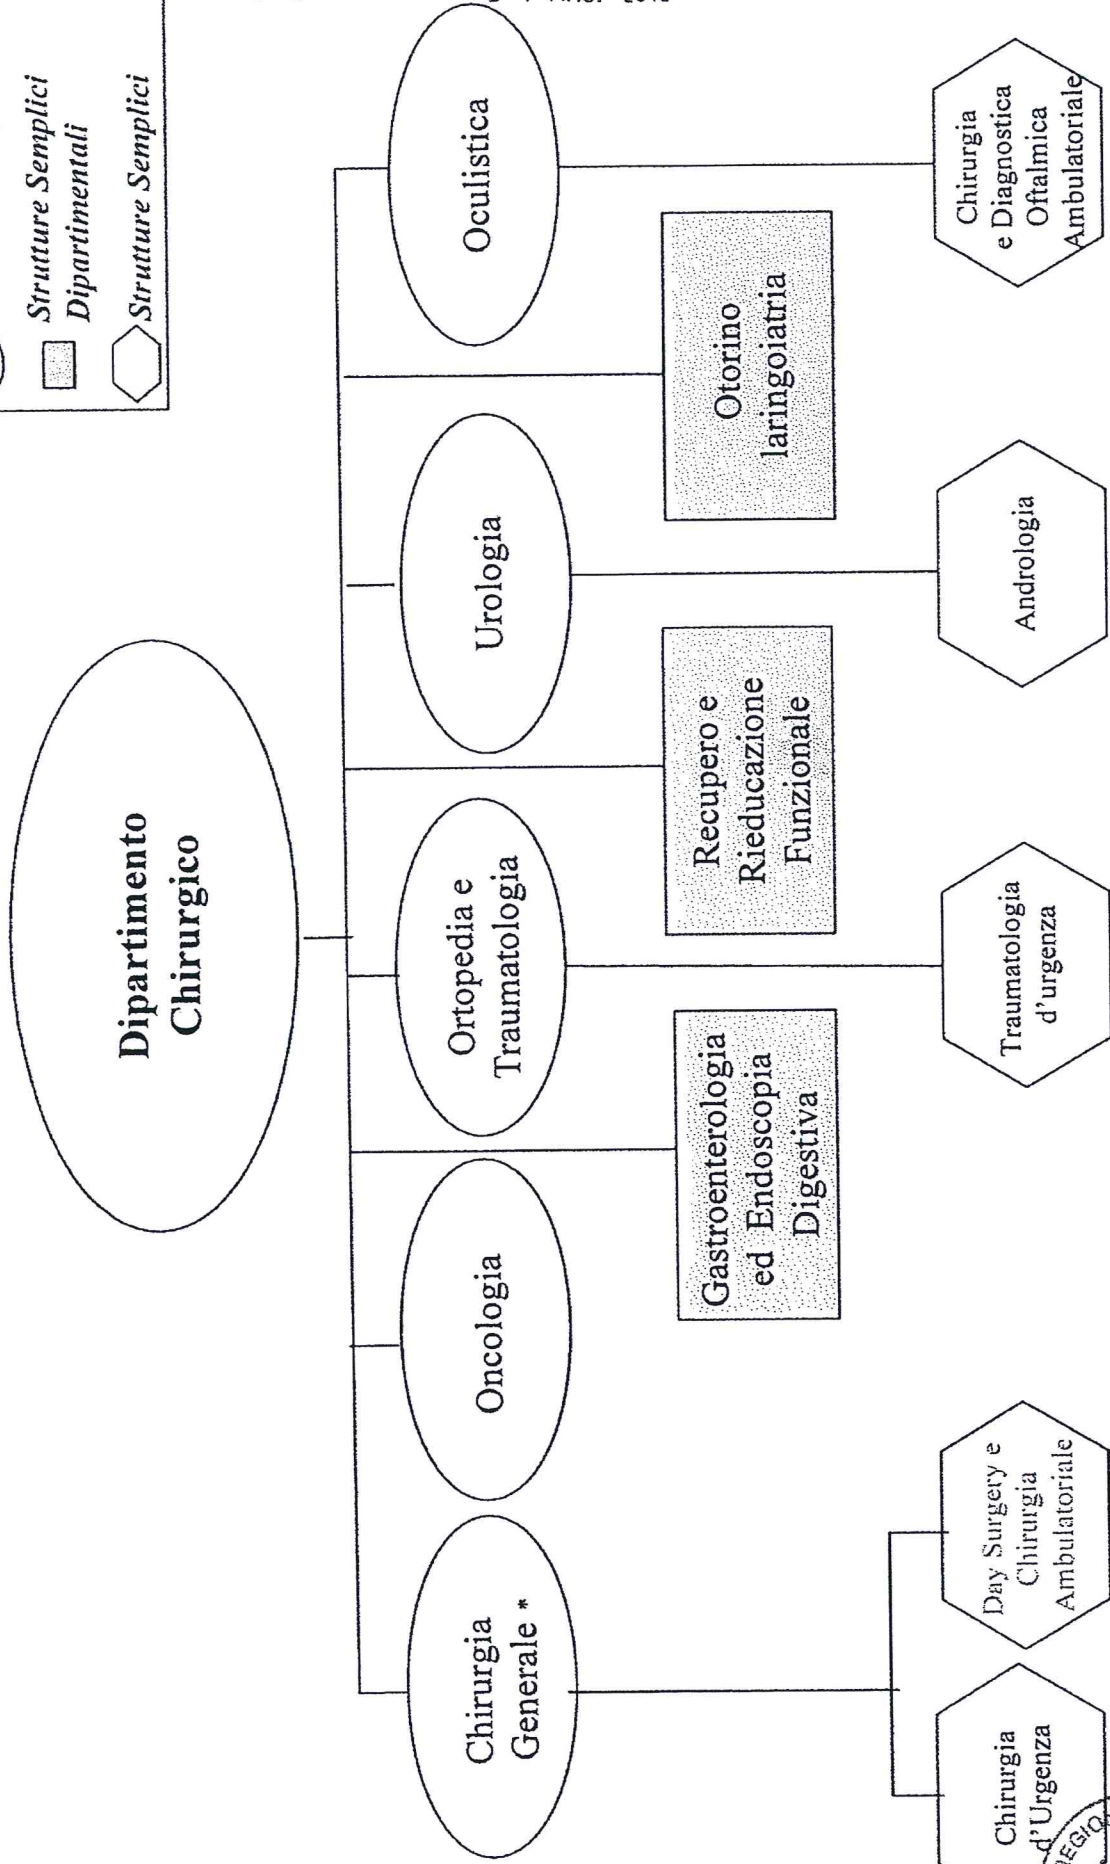 Strutture Semplici
Dipartimentali
Strutture Semplici
Dipartimento
Chirurgico
Chirurgia
Generale *
Oncologia
Ortopedia e
Traumatologia
Urologia
Oculistica
Gastroenterologia
ed Endoscopia
Digestiva
Recupero e
Rieducazione
Funzionale
Otorino
laringoiatria
Chirurgia
d'Urgenza
Day Surgery e
Chirurgia
Ambulatoriale
Traumatologia
d'urgenza
Andrologia
Chirurgia
e Diagnostica
Oftalmica
Ambulatoriale